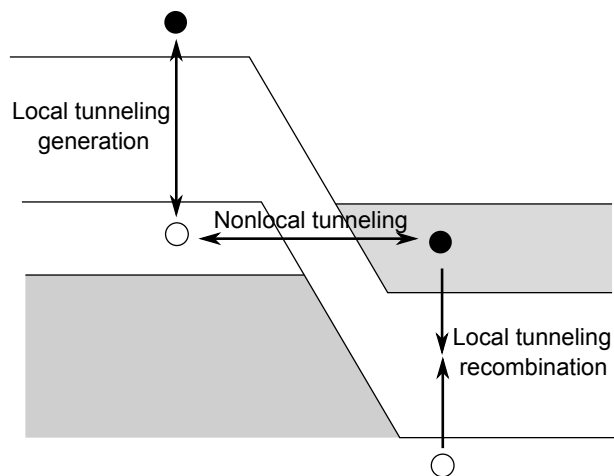 Local tunneling
generation
Nonlocal tunneling
Local tunneling
recombination